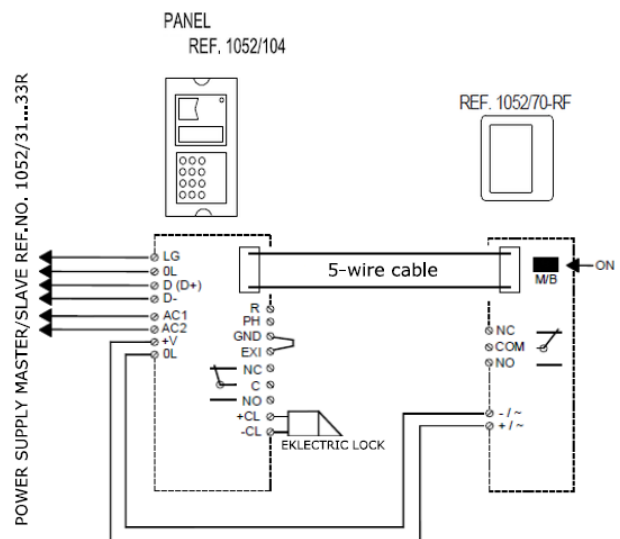 PANEL
REF. 1052/104
REF. 1052/70-RF
POWER SUPPLY MASTER/SLAVE REF.NO. 1052/31...33R
LG
0L
D (D+)
D-
AC1
AC2
+V
0L
5-wire cable
R
PH
GND
EXI
NC
C
NO
+CL
-CL
EKLECTRIC LOCK
ON
M/B
NC
COM
NO
- / ~
+ / ~